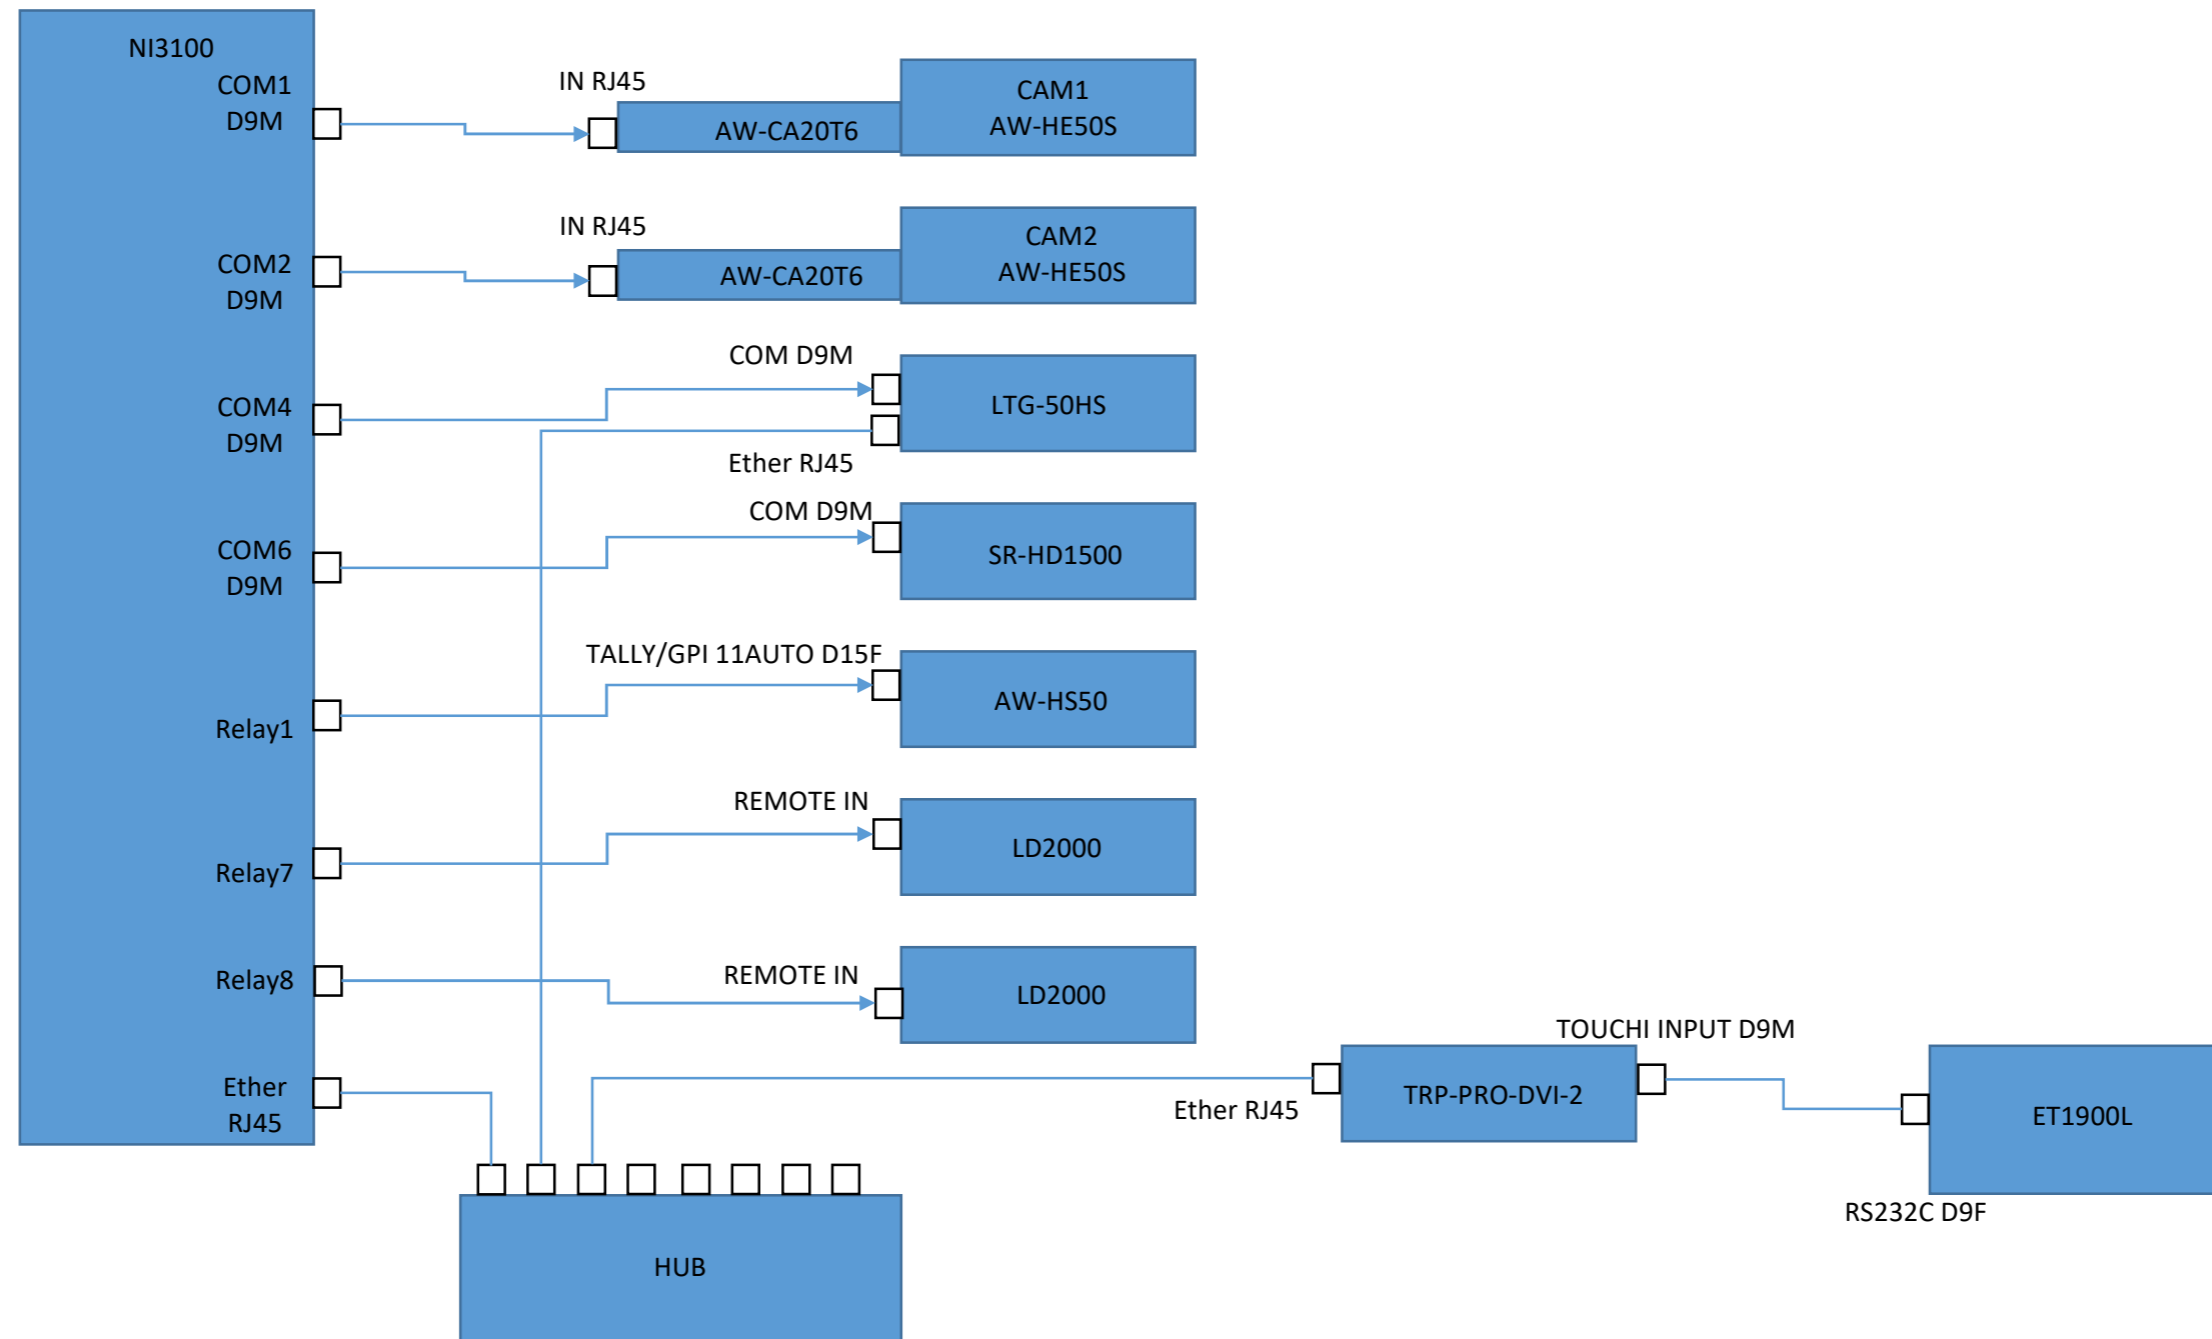 NI3100
COM1
D9M
IN RJ45
AW-CA20T6
CAM1
AW-HE50S
COM2
D9M
IN RJ45
AW-CA20T6
CAM2
AW-HE50S
COM4
D9M
COM D9M
LTG-50HS
Ether RJ45
COM6
D9M
COM D9M
SR-HD1500
Relay1
TALLY/GPI 11AUTO D15F
AW-HS50
Relay7
REMOTE IN
LD2000
Relay8
REMOTE IN
LD2000
Ether
RJ45
Ether RJ45
TRP-PRO-DVI-2
TOUCHI INPUT D9M
ET1900L
RS232C D9F
HUB